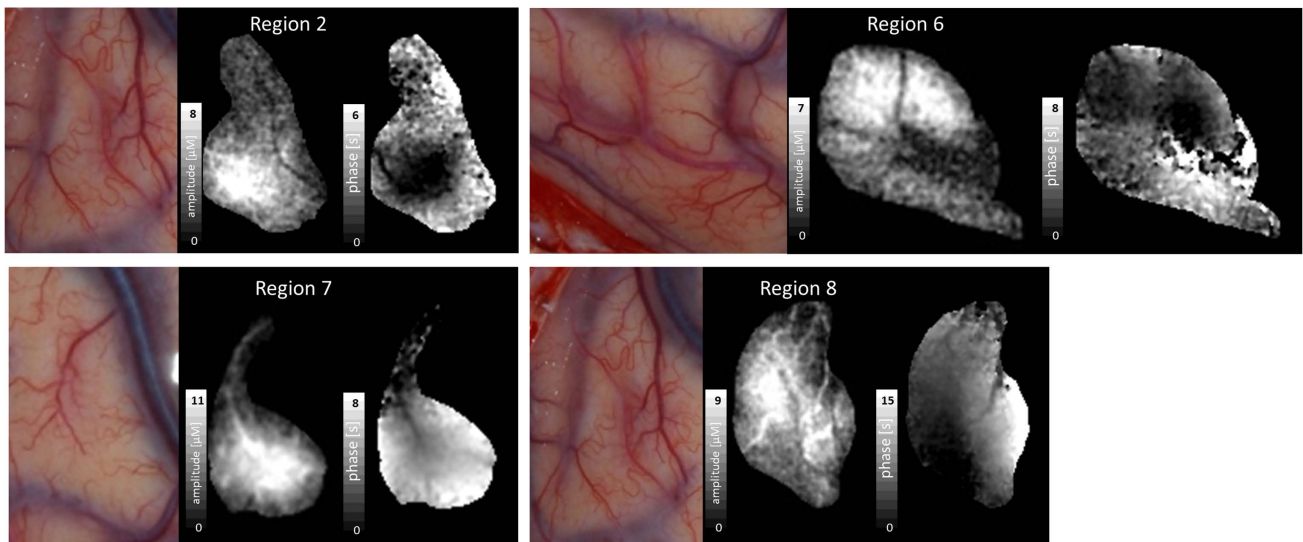 Region 2
8
amplitude [µM]
0
6
phase [s]
0
Region 6
7
amplitude [µM]
0
8
phase [s]
0
Region 7
11
amplitude [µM]
0
8
phase [s]
0
Region 8
9
amplitude [µM]
0
15
phase [s]
0